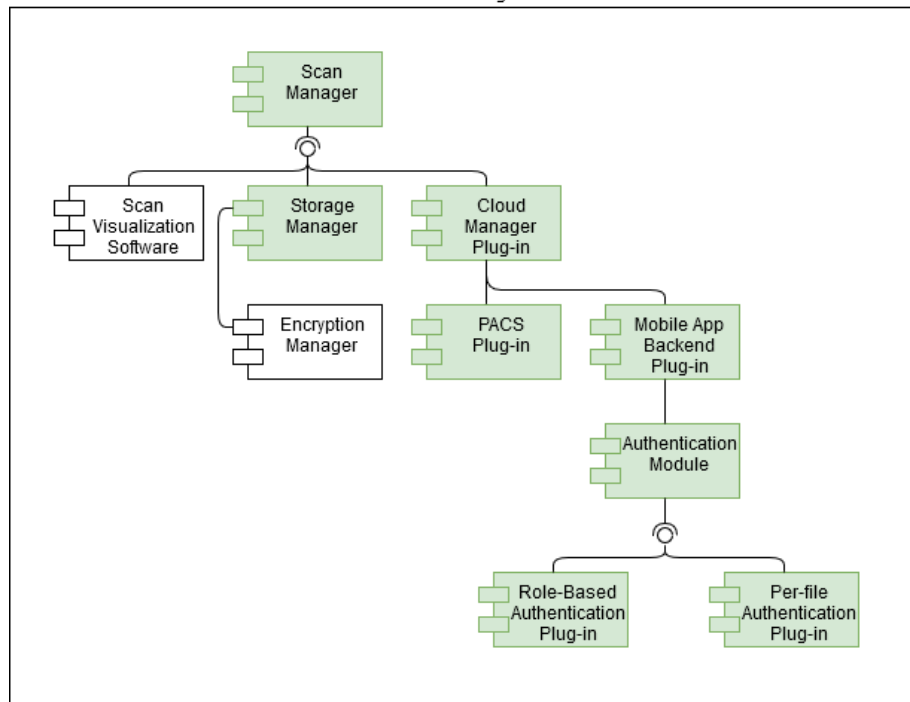 Scan
Manager
Scan
Visualization
Software
Storage
Manager
Cloud
Manager
Plug-in
Encryption
Manager
PACS
Plug-in
Mobile App
Backend
Plug-in
Authentication
Module
Role-Based
Authentication
Plug-in
Per-file
Authentication
Plug-in